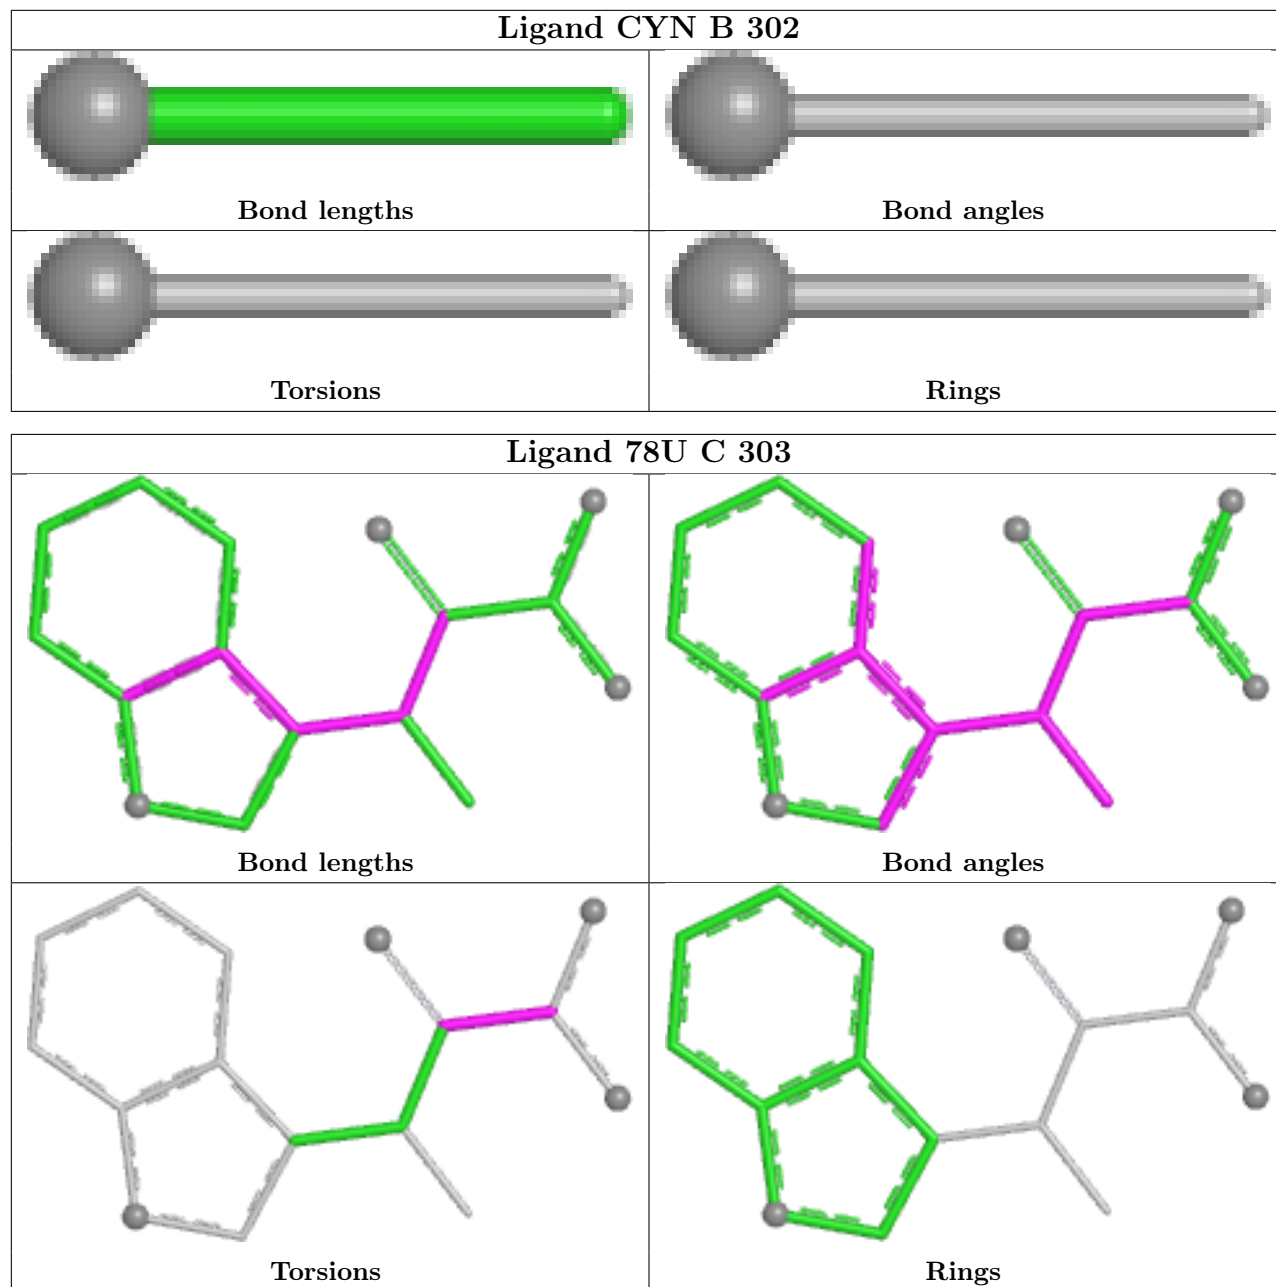 Ligand CYN B 302
Bond lengths
Bond angles
Torsions
Rings
Ligand 78U C 303
Bond lengths
Bond angles
Torsions
Rings